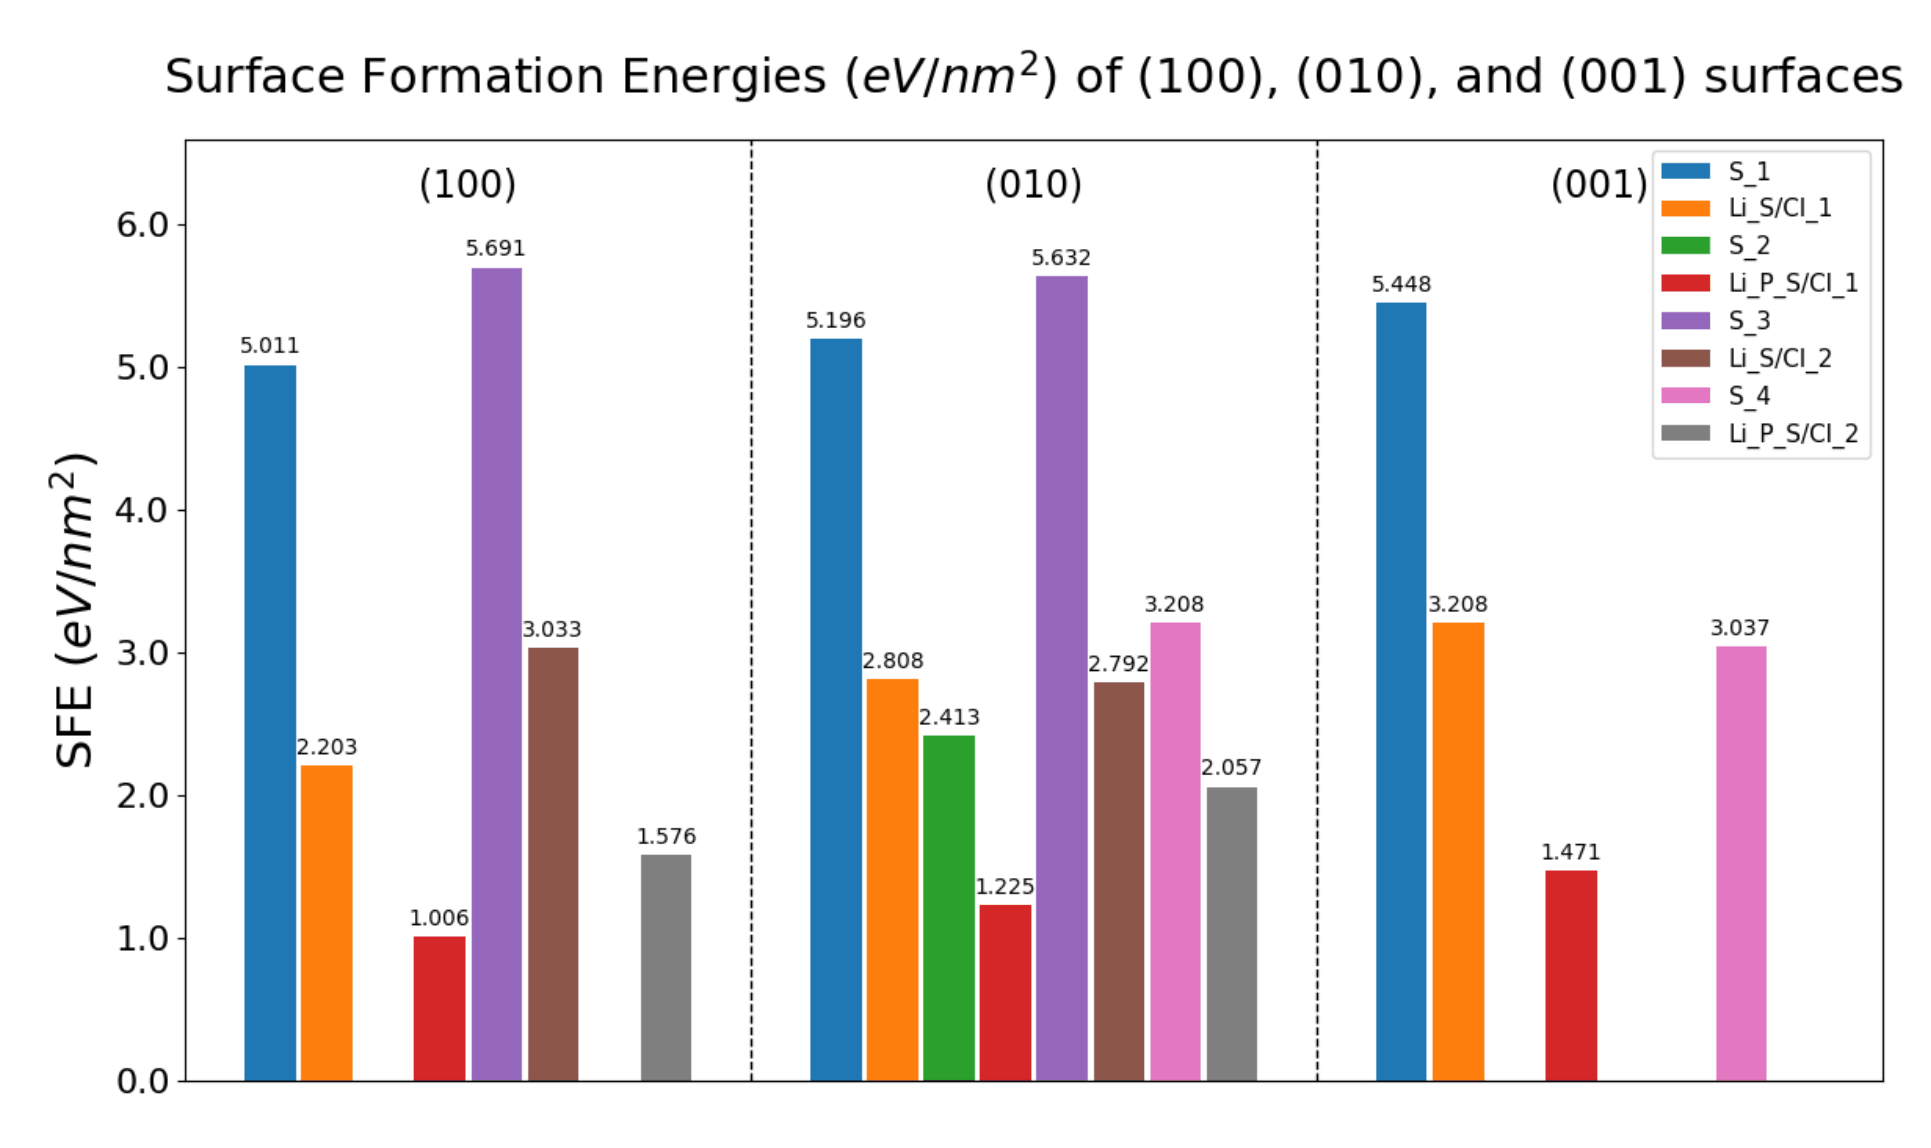 Surface Formation Energies (eV/nm²) of (100), (010), and (001) surfaces
(100)
(010)
(001)
S_1
Li_S/Cl_1
S_2
Li_P_S/Cl_1
S_3
Li_S/Cl_2
S_4
Li_P_S/Cl_2
SFE (eV/nm²)
6.0
5.0
4.0
3.0
2.0
1.0
0.0
5.011
2.203
1.006
5.691
3.033
1.576
5.196
2.808
2.413
1.225
5.632
2.792
3.208
2.057
5.448
3.208
1.471
3.037